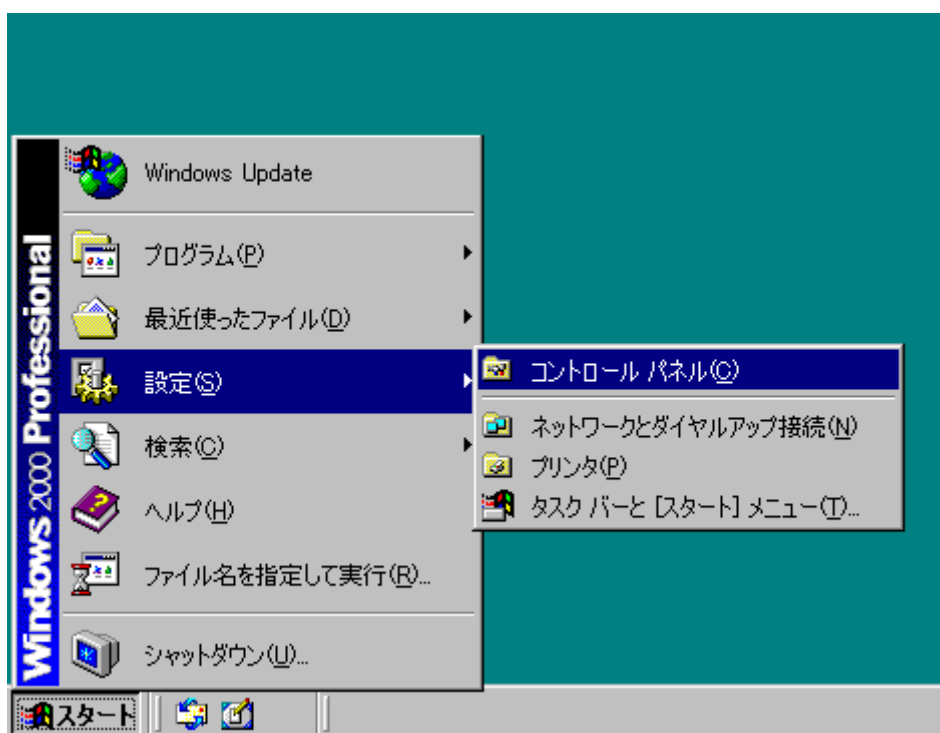 Windows 2000 Professional
Windows Update
プログラム(P)
最近使ったファイル(D)
設定(S)
検索(C)
ヘルプ(H)
ファイル名を指定して実行(R)...
シャットダウン(U)...
コントロール パネル(C)
ネットワークとダイヤルアップ接続(N)
プリンタ(P)
タスク バーと [スタート] メニュー(T)...
スタート